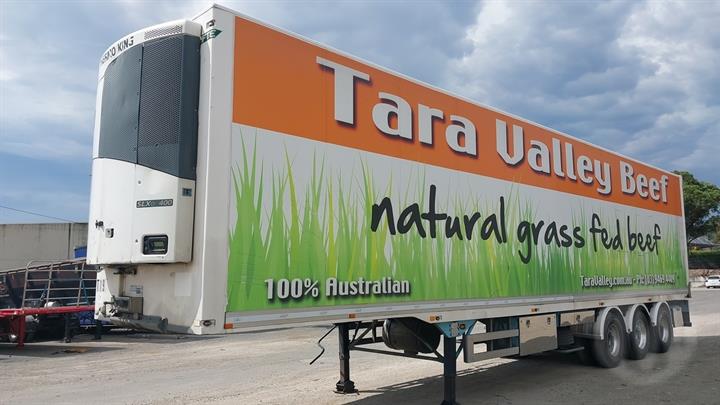 THERMO KING
SLXe 400
Tara Valley Beef
natural grass fed beef
100% Australian
TaraValley.com.au